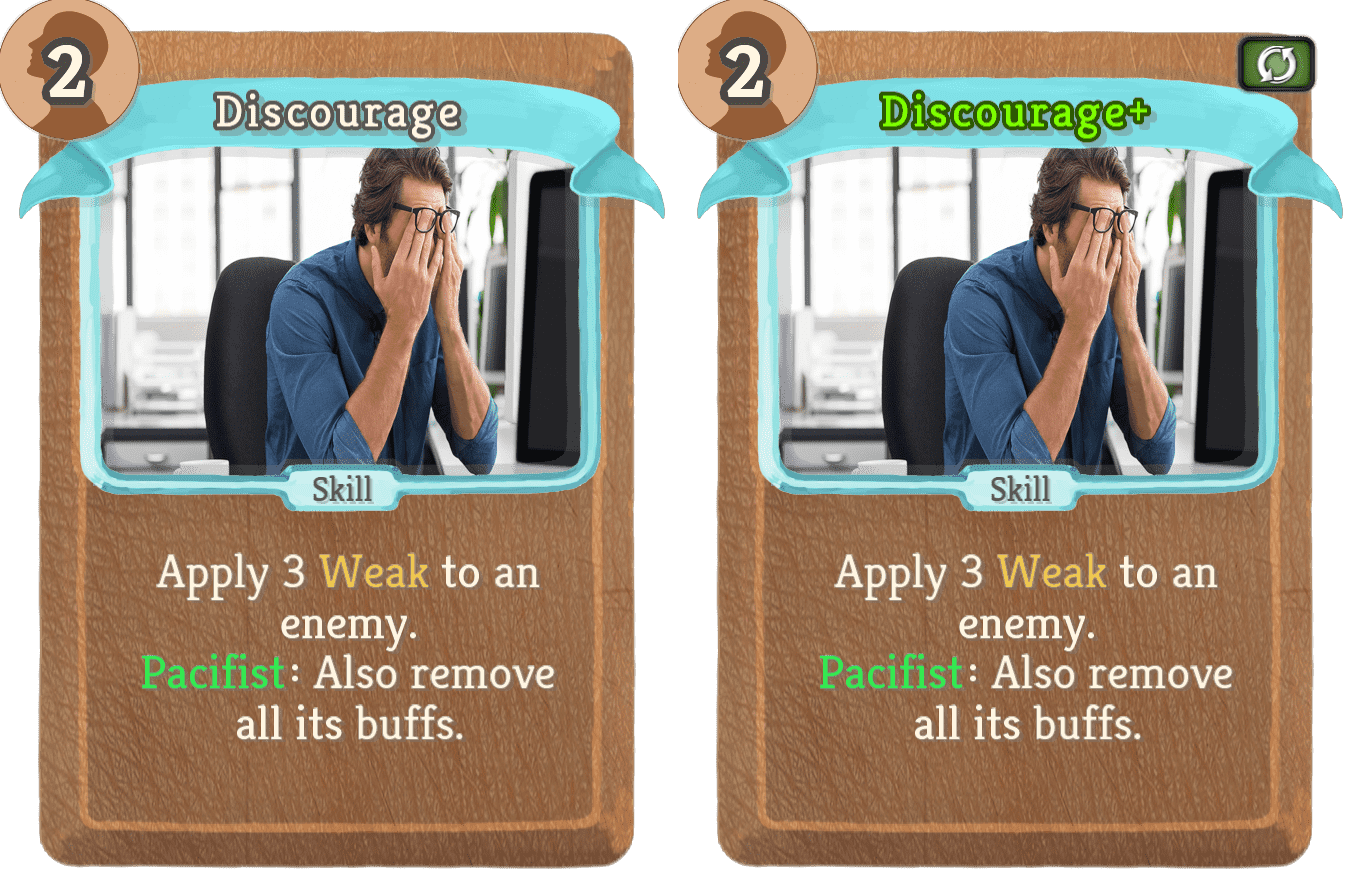 2
Discourage
Skill
Apply 3 Weak to an
enemy.
Pacifist: Also remove
all its buffs.
2
Discourage+
Skill
Apply 3 Weak to an
enemy.
Pacifist: Also remove
all its buffs.